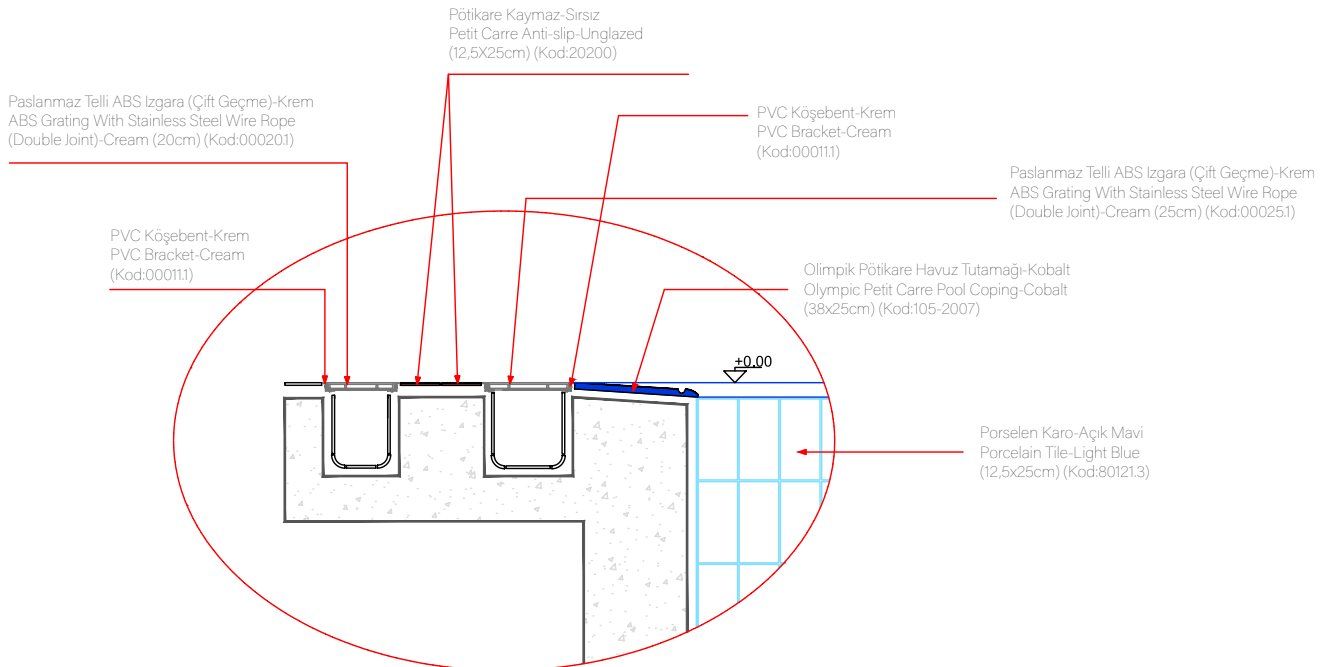 Pötikare Kaymaz-Sırsız
Petit Carre Anti-slip-Unglazed
(12,5X25cm) (Kod:20200)
Paslanmaz Telli ABS Izgara (Çift Geçme)-Krem
ABS Grating With Stainless Steel Wire Rope
(Double Joint)-Cream (20cm) (Kod:00020.1)
PVC Köşebent-Krem
PVC Bracket-Cream
(Kod:00011.1)
Paslanmaz Telli ABS Izgara (Çift Geçme)-Krem
ABS Grating With Stainless Steel Wire Rope
(Double Joint)-Cream (25cm) (Kod:00025.1)
PVC Köşebent-Krem
PVC Bracket-Cream
(Kod:00011.1)
Olimpik Pötikare Havuz Tutamağı-Kobalt
Olympic Petit Carre Pool Coping-Cobalt
(38x25cm) (Kod:105-2007)
+0.00
Porselen Karo-Açık Mavi
Porcelain Tile-Light Blue
(12,5x25cm) (Kod:80121.3)